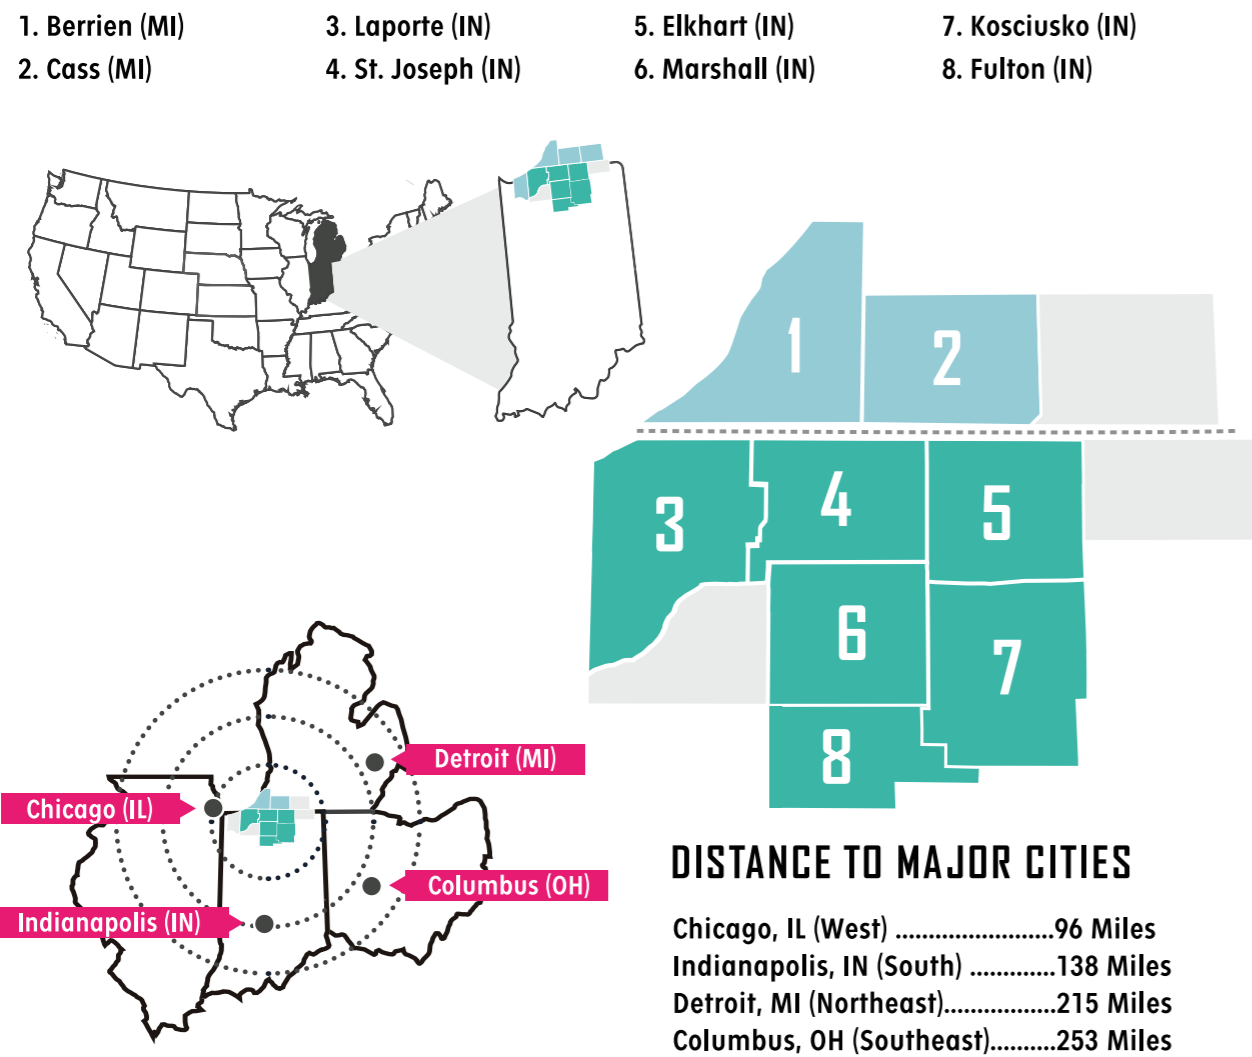 1. Berrien (MI)
2. Cass (MI)
3. Laporte (IN)
4. St. Joseph (IN)
5. Elkhart (IN)
6. Marshall (IN)
7. Kosciusko (IN)
8. Fulton (IN)
1
2
3
4
5
6
7
8
Detroit (MI)
Chicago (IL)
Columbus (OH)
Indianapolis (IN)
DISTANCE TO MAJOR CITIES
Chicago, IL (West) ........................96 Miles
Indianapolis, IN (South) .............138 Miles
Detroit, MI (Northeast).................215 Miles
Columbus, OH (Southeast)..........253 Miles